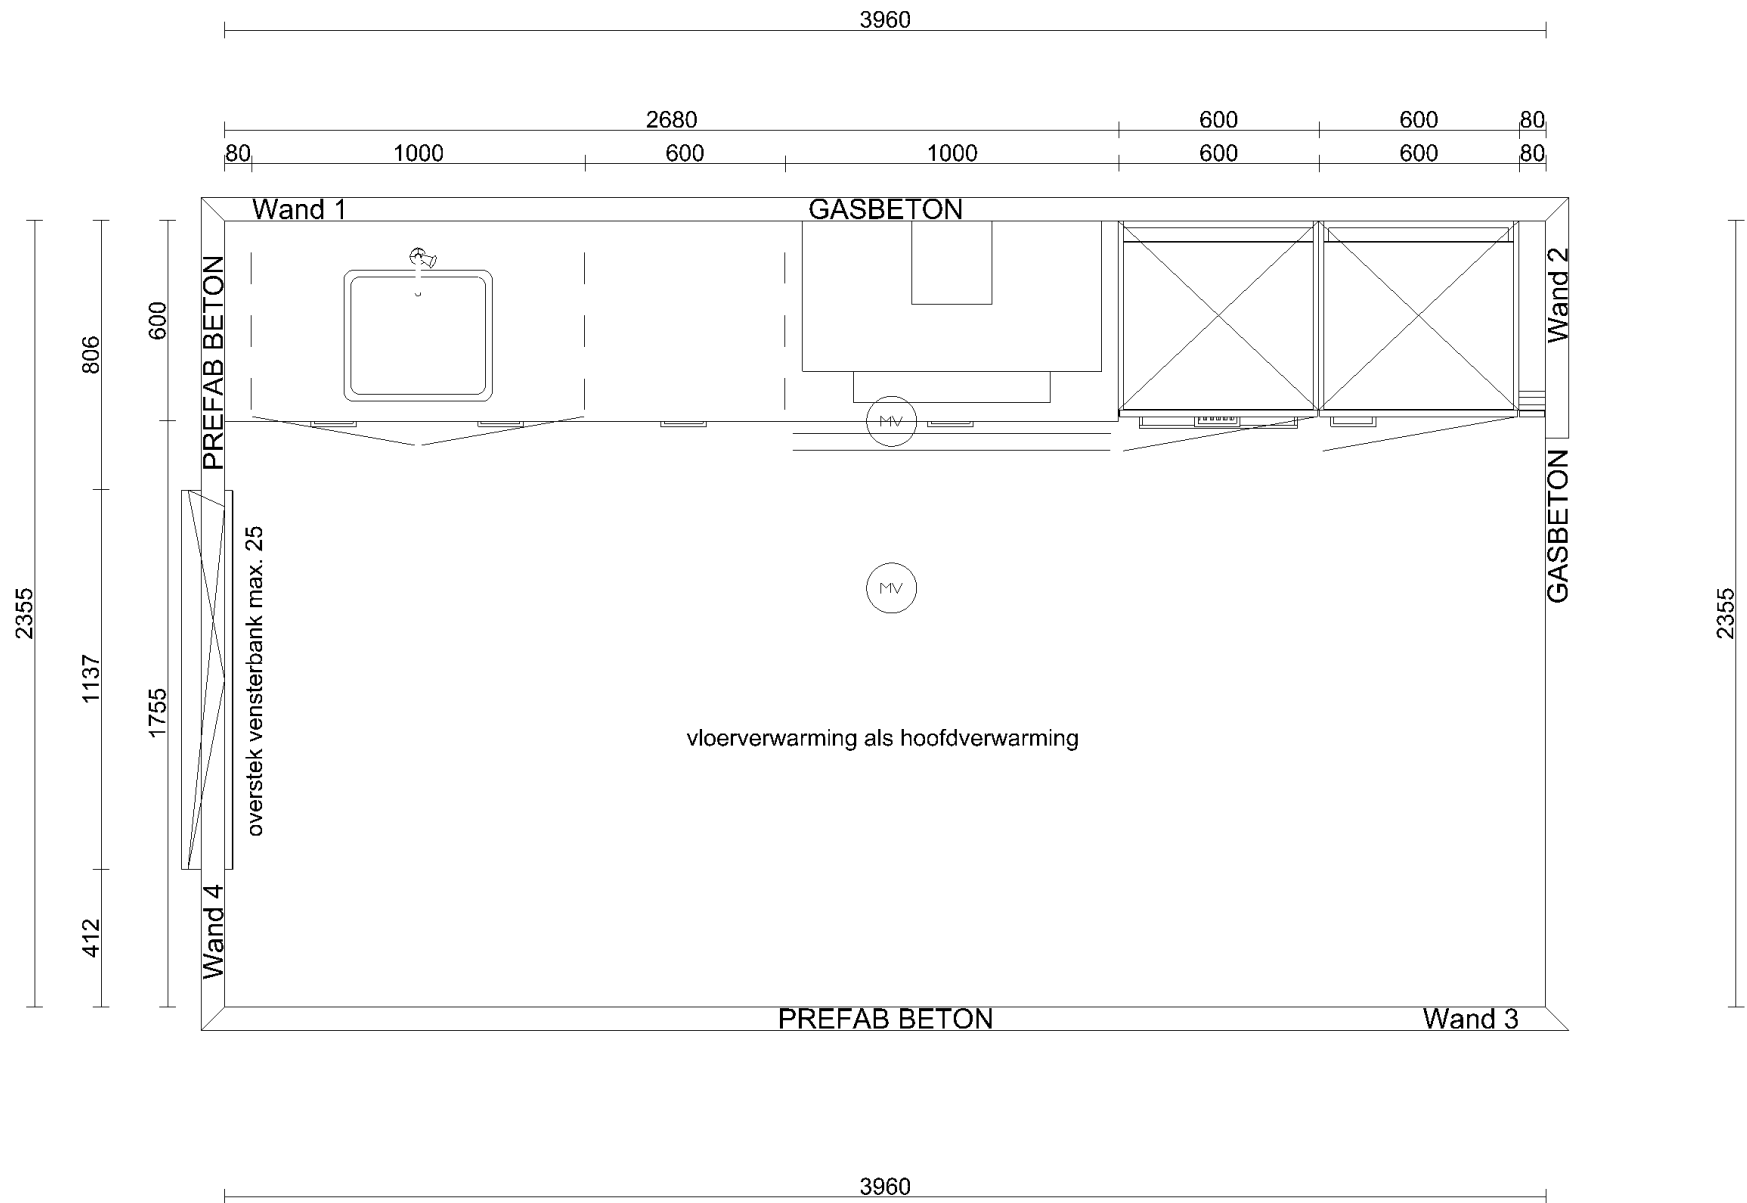 3960
2680
600
600
80
80
1000
600
1000
600
600
80
Wand 1
GASBETON
Wand 2
GASBETON
PREFAB BETON
Wand 4
2355
806
1137
412
600
1755
2355
MV
MV
overstek vensterbank max. 25
vloerverwarming als hoofdverwarming
PREFAB BETON
Wand 3
3960